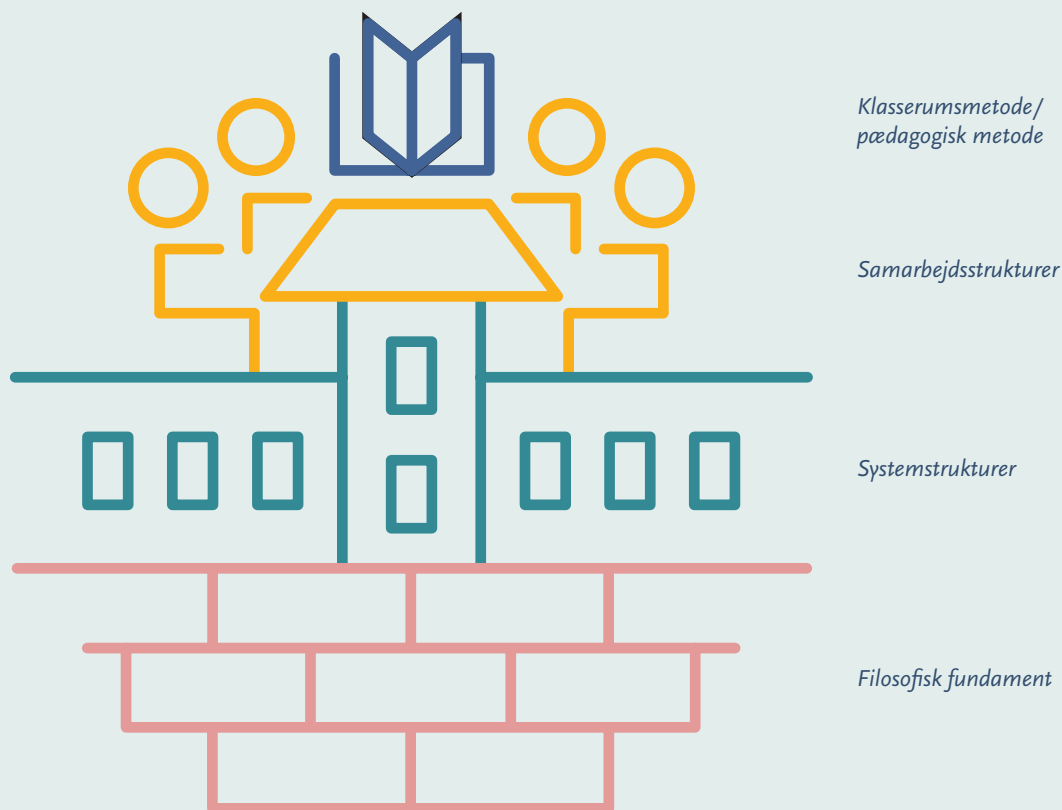 Klasserumsmetode/
pædagogisk metode
Samarbejdsstrukturer
Systemstrukturer
Filosofisk fundament